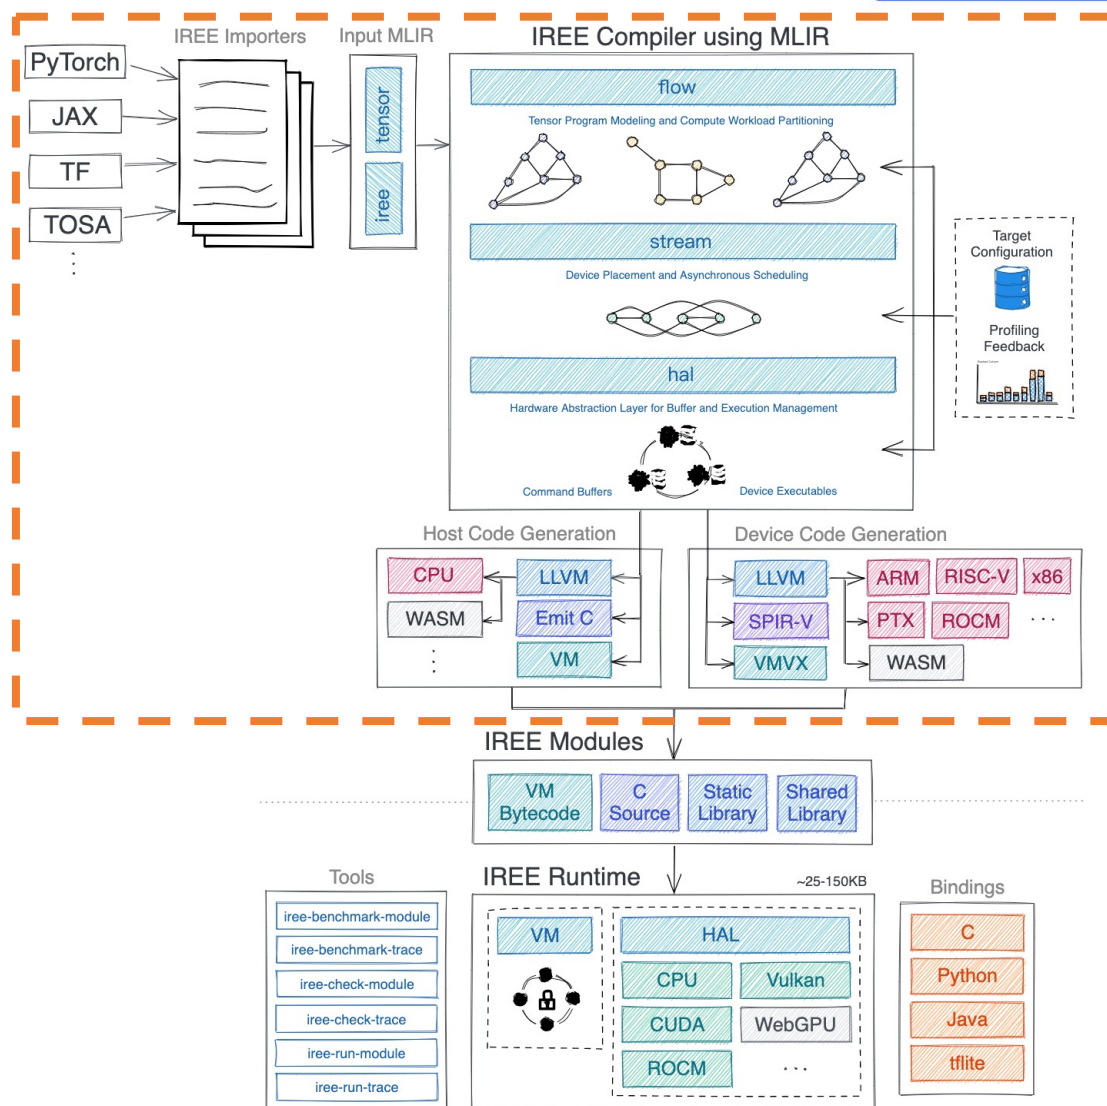 IREE Importers
Input MLIR
IREE Compiler using MLIR
PyTorch
JAX
TF
TOSA
tensor
iree
flow
Tensor Program Modeling and Compute Workload Partitioning
stream
Device Placement and Asynchronous Scheduling
hal
Hardware Abstraction Layer for Buffer and Execution Management
Command Buffers
Device Executables
Target
Configuration
Profiling
Feedback
Host Code Generation
CPU
LLVM
WASM
Emit C
VM
Device Code Generation
LLVM
ARM
RISC-V
x86
SPIR-V
PTX
ROCM
...
VMVX
WASM
IREE Modules
VM
Bytecode
C
Source
Static
Library
Shared
Library
Tools
iree-benchmark-module
iree-benchmark-trace
iree-check-module
iree-check-trace
iree-run-module
iree-run-trace
IREE Runtime
~25-150KB
VM
HAL
CPU
Vulkan
CUDA
WebGPU
ROCM
...
Bindings
C
Python
Java
tflite